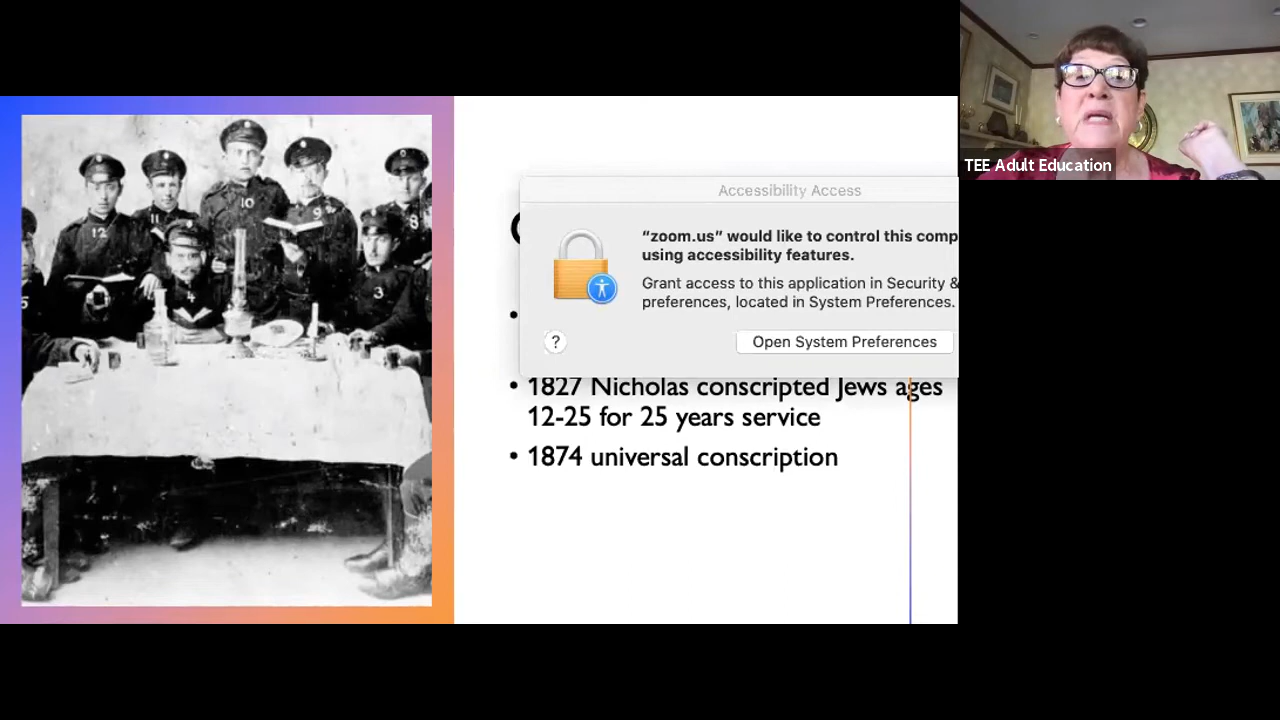 TEE Adult Education
Accessibility Access
“zoom.us” would like to control this comp
using accessibility features.
Grant access to this application in Security &
preferences, located in System Preferences.
?
Open System Preferences
• 1827 Nicholas conscripted Jews ages
12-25 for 25 years service
• 1874 universal conscription
12
11
10
9
8
4
3
5